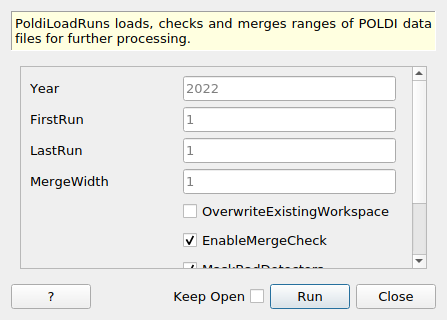 PoldiLoadRuns loads, checks and merges ranges of POLDI data
files for further processing.
Year 2022
FirstRun 1
LastRun 1
MergeWidth 1
OverwriteExistingWorkspace
EnableMergeCheck
MaskBadDetectors
? Keep Open Run Close